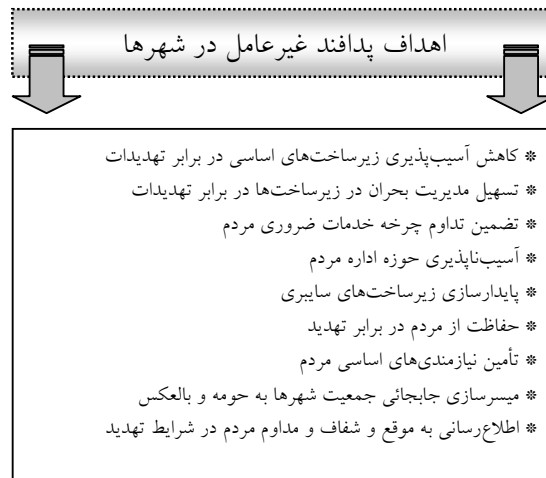 اهداف پدافند غیرعامل در شهرها
* کاهش آسیب‌پذیری زیرساخت‌های اساسی در برابر تهدیدات
* تسهیل مدیریت بحران در زیرساخت‌ها در برابر تهدیدات
* تضمین تداوم چرخه خدمات ضروری مردم
* آسیب‌ناپذیری حوزه اداره مردم
* پایدارسازی زیرساخت‌های سایبری
* حفاظت از مردم در برابر تهدید
* تأمین نیازمندی‌های اساسی مردم
* میسرسازی جابجائی جمعیت شهرها به حومه و بالعکس
* اطلاع‌رسانی به موقع و شفاف و مداوم مردم در شرایط تهدید